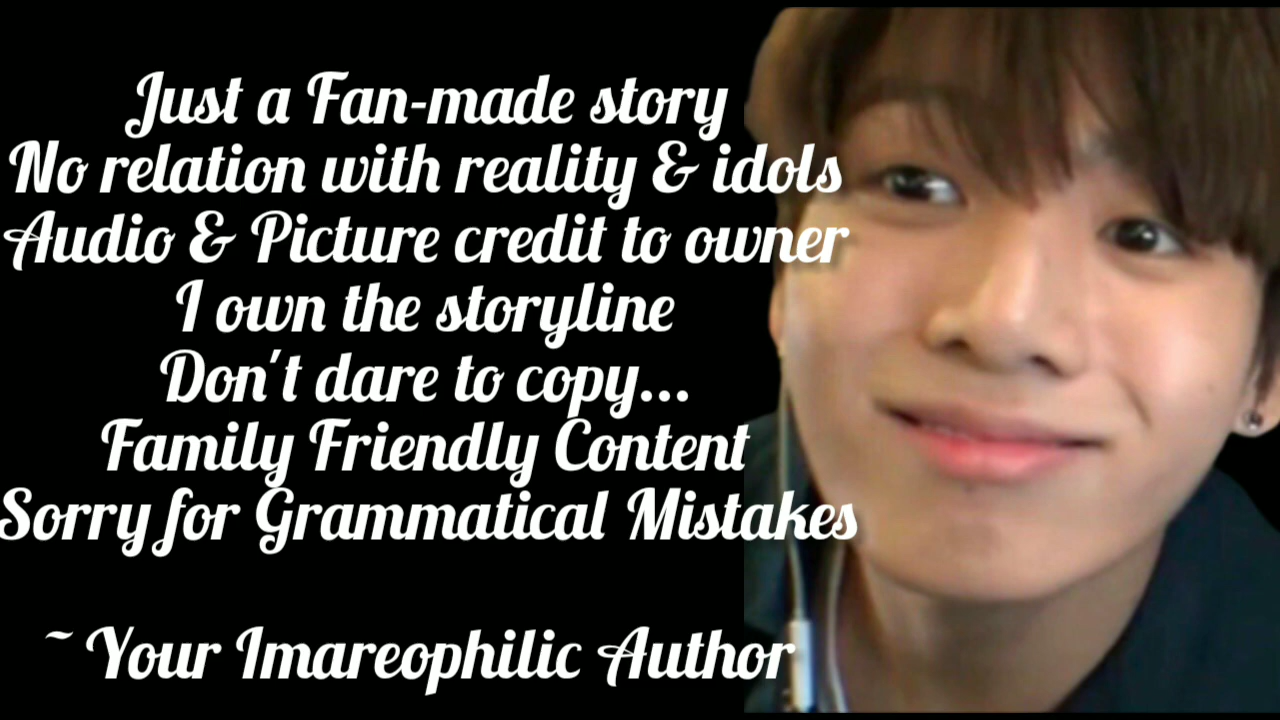 Just a Fan-made story
No relation with reality & idols
Audio & Picture credit to owner
I own the storyline
Don't dare to copy...
Family Friendly Content
Sorry for Grammatical Mistakes
~ Your Imareophilic Author